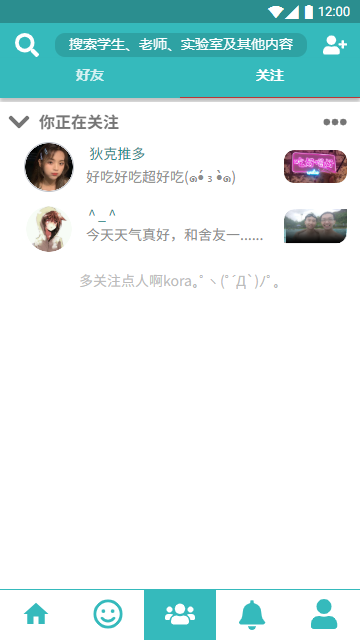 12:00
搜索学生、老师、实验室及其他内容
好友
关注
你正在关注
狄克推多
好吃好吃超好吃(๑•́ ₃ •̀๑)
^ _ ^
今天天气真好，和舍友一......
多关注点人啊kora｡ﾟヽ(ﾟ´Д`)ﾉﾟ｡